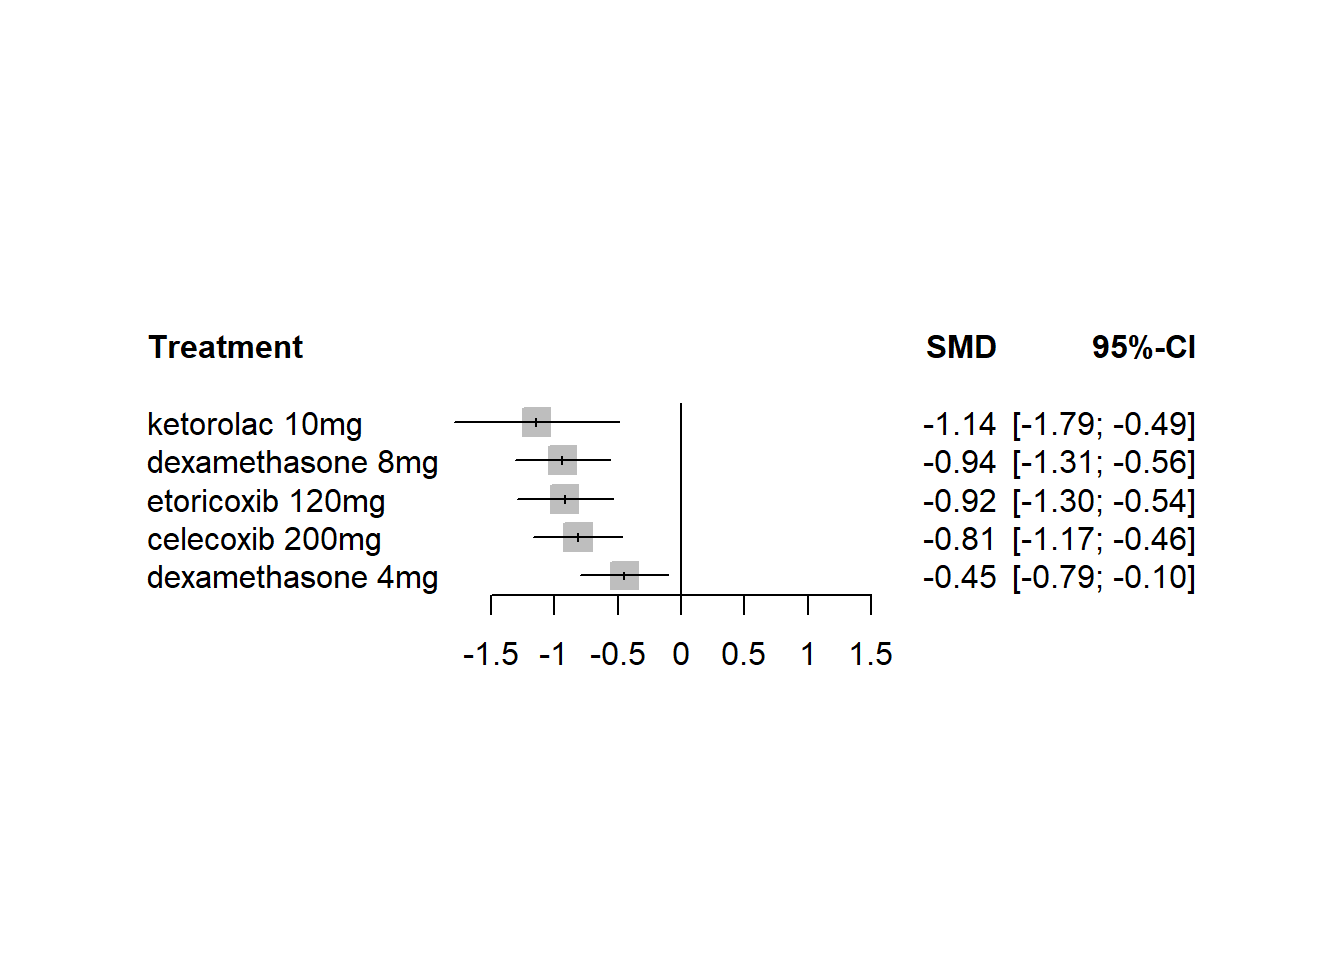 Treatment SMD 95%-CI
ketorolac 10mg -1.14 [-1.79; -0.49]
dexamethasone 8mg -0.94 [-1.31; -0.56]
etoricoxib 120mg -0.92 [-1.30; -0.54]
celecoxib 200mg -0.81 [-1.17; -0.46]
dexamethasone 4mg -0.45 [-0.79; -0.10]
-1.5 -1 -0.5 0 0.5 1 1.5